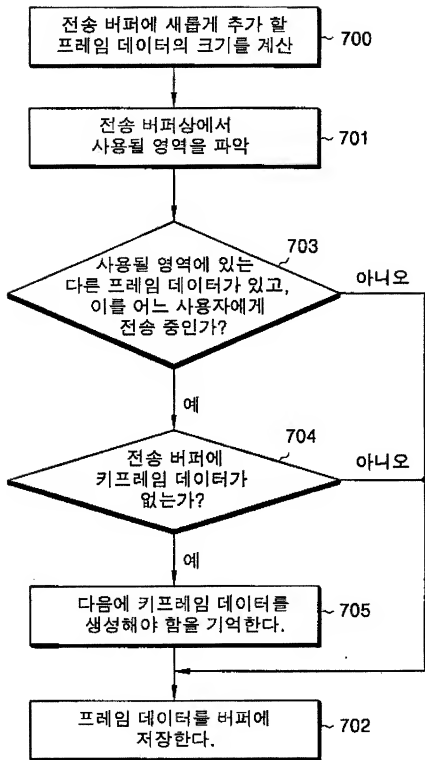 전송 버퍼에 새롭게 추가 할
프레임 데이터의 크기를 계산
700
전송 버퍼상에서
사용될 영역을 파악
701
703
사용될 영역에 있는
다른 프레임 데이터가 있고,
이를 어느 사용자에게
전송 중인가?
아니오
예
704
전송 버퍼에
키프레임 데이터가
없는가?
아니오
예
다음에 키프레임 데이터를
생성해야 함을 기억한다.
705
프레임 데이터를 버퍼에
저장한다.
702